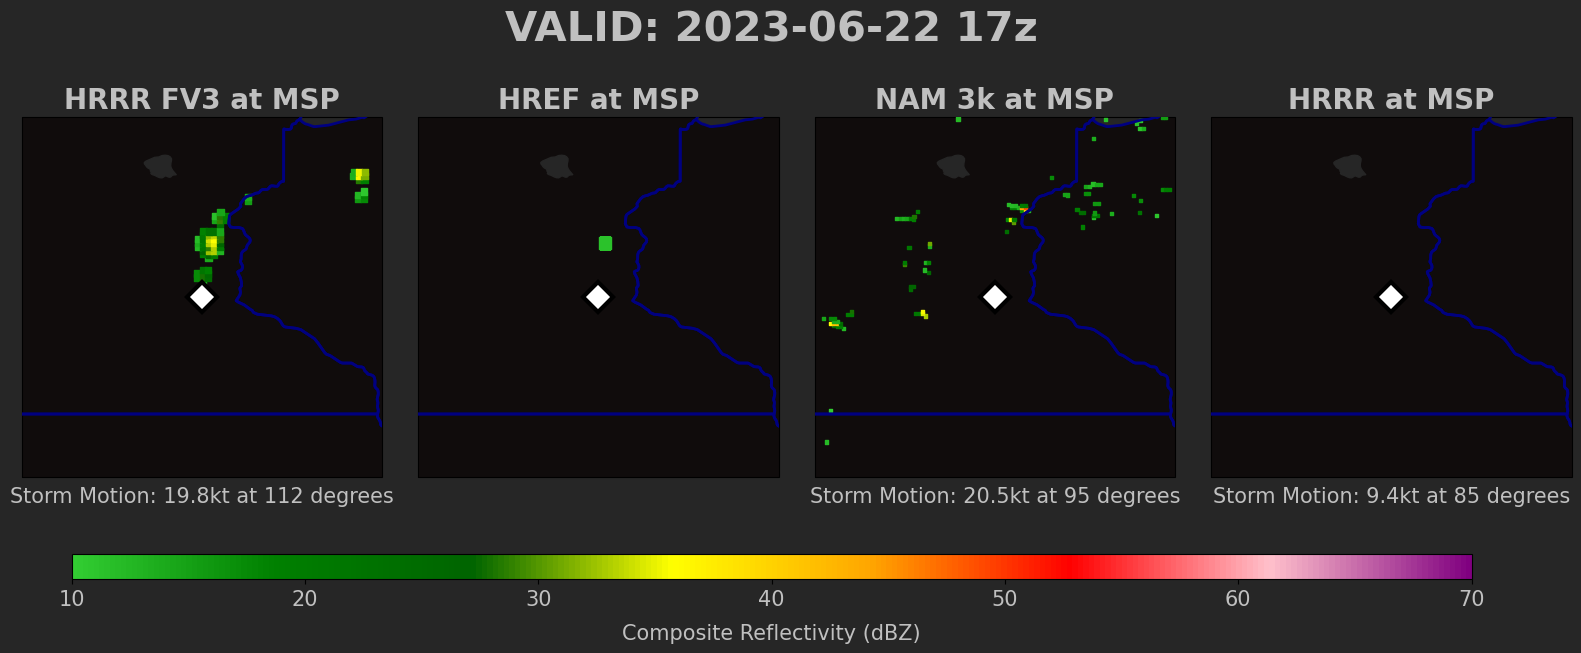 VALID: 2023-06-22 17z
HRRR FV3 at MSP
HREF at MSP
NAM 3k at MSP
HRRR at MSP
Storm Motion: 19.8kt at 112 degrees
Storm Motion: 20.5kt at 95 degrees
Storm Motion: 9.4kt at 85 degrees
10 20 30 40 50 60 70
Composite Reflectivity (dBZ)